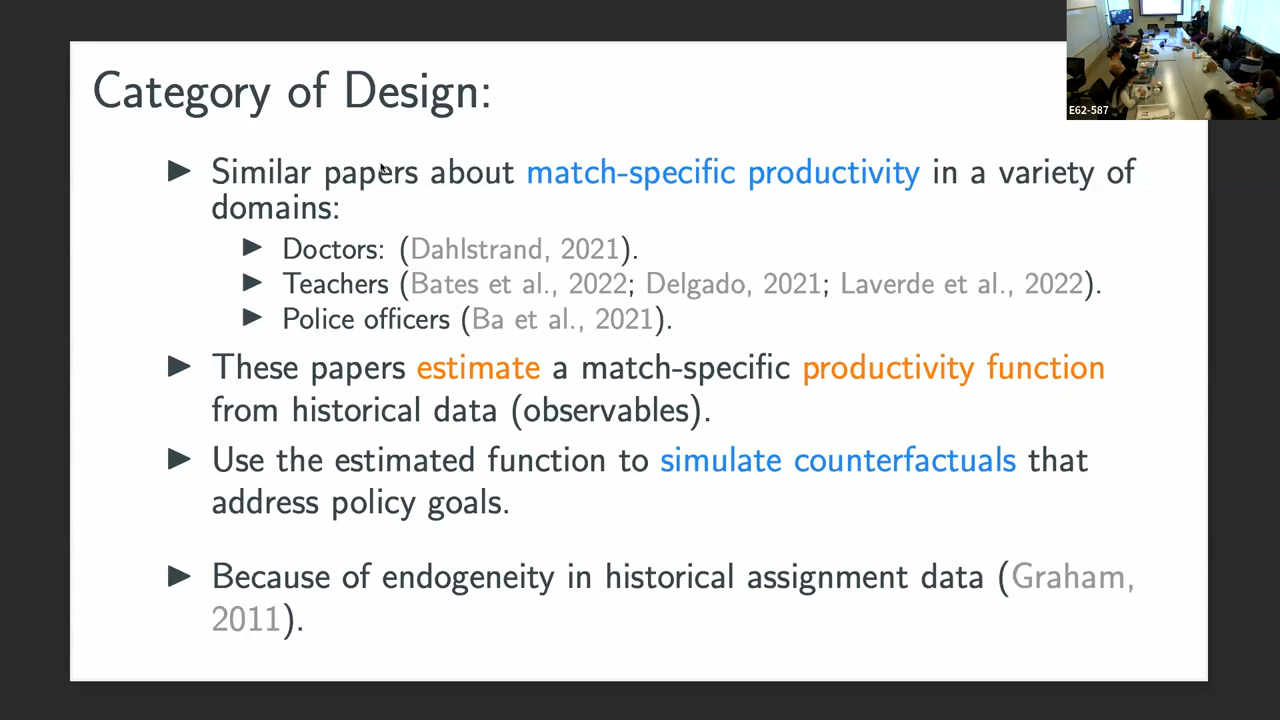 Category of Design:
E62-587
▶ Similar papers about match-specific productivity in a variety of
domains:
▶ Doctors: (Dahlstrand, 2021).
▶ Teachers (Bates et al., 2022; Delgado, 2021; Laverde et al., 2022).
▶ Police officers (Ba et al., 2021).
▶ These papers estimate a match-specific productivity function
from historical data (observables).
▶ Use the estimated function to simulate counterfactuals that
address policy goals.
▶ Because of endogeneity in historical assignment data (Graham,
2011).